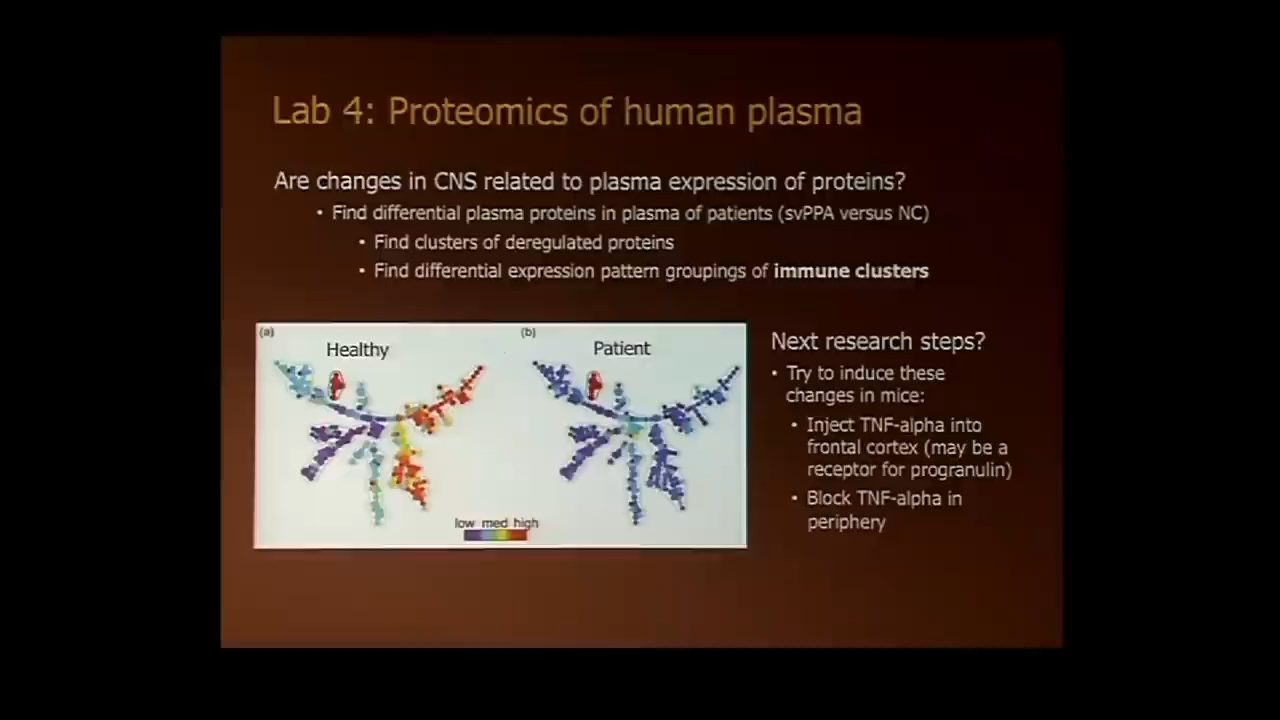 Lab 4: Proteomics of human plasma
Are changes in CNS related to plasma expression of proteins?
• Find differential plasma proteins in plasma of patients (svPPA versus NC)
• Find clusters of deregulated proteins
• Find differential expression pattern groupings of immune clusters
(a)
Healthy
(b)
Patient
low med high
Next research steps?
• Try to induce these
changes in mice:
• Inject TNF-alpha into
frontal cortex (may be a
receptor for progranulin)
• Block TNF-alpha in
periphery